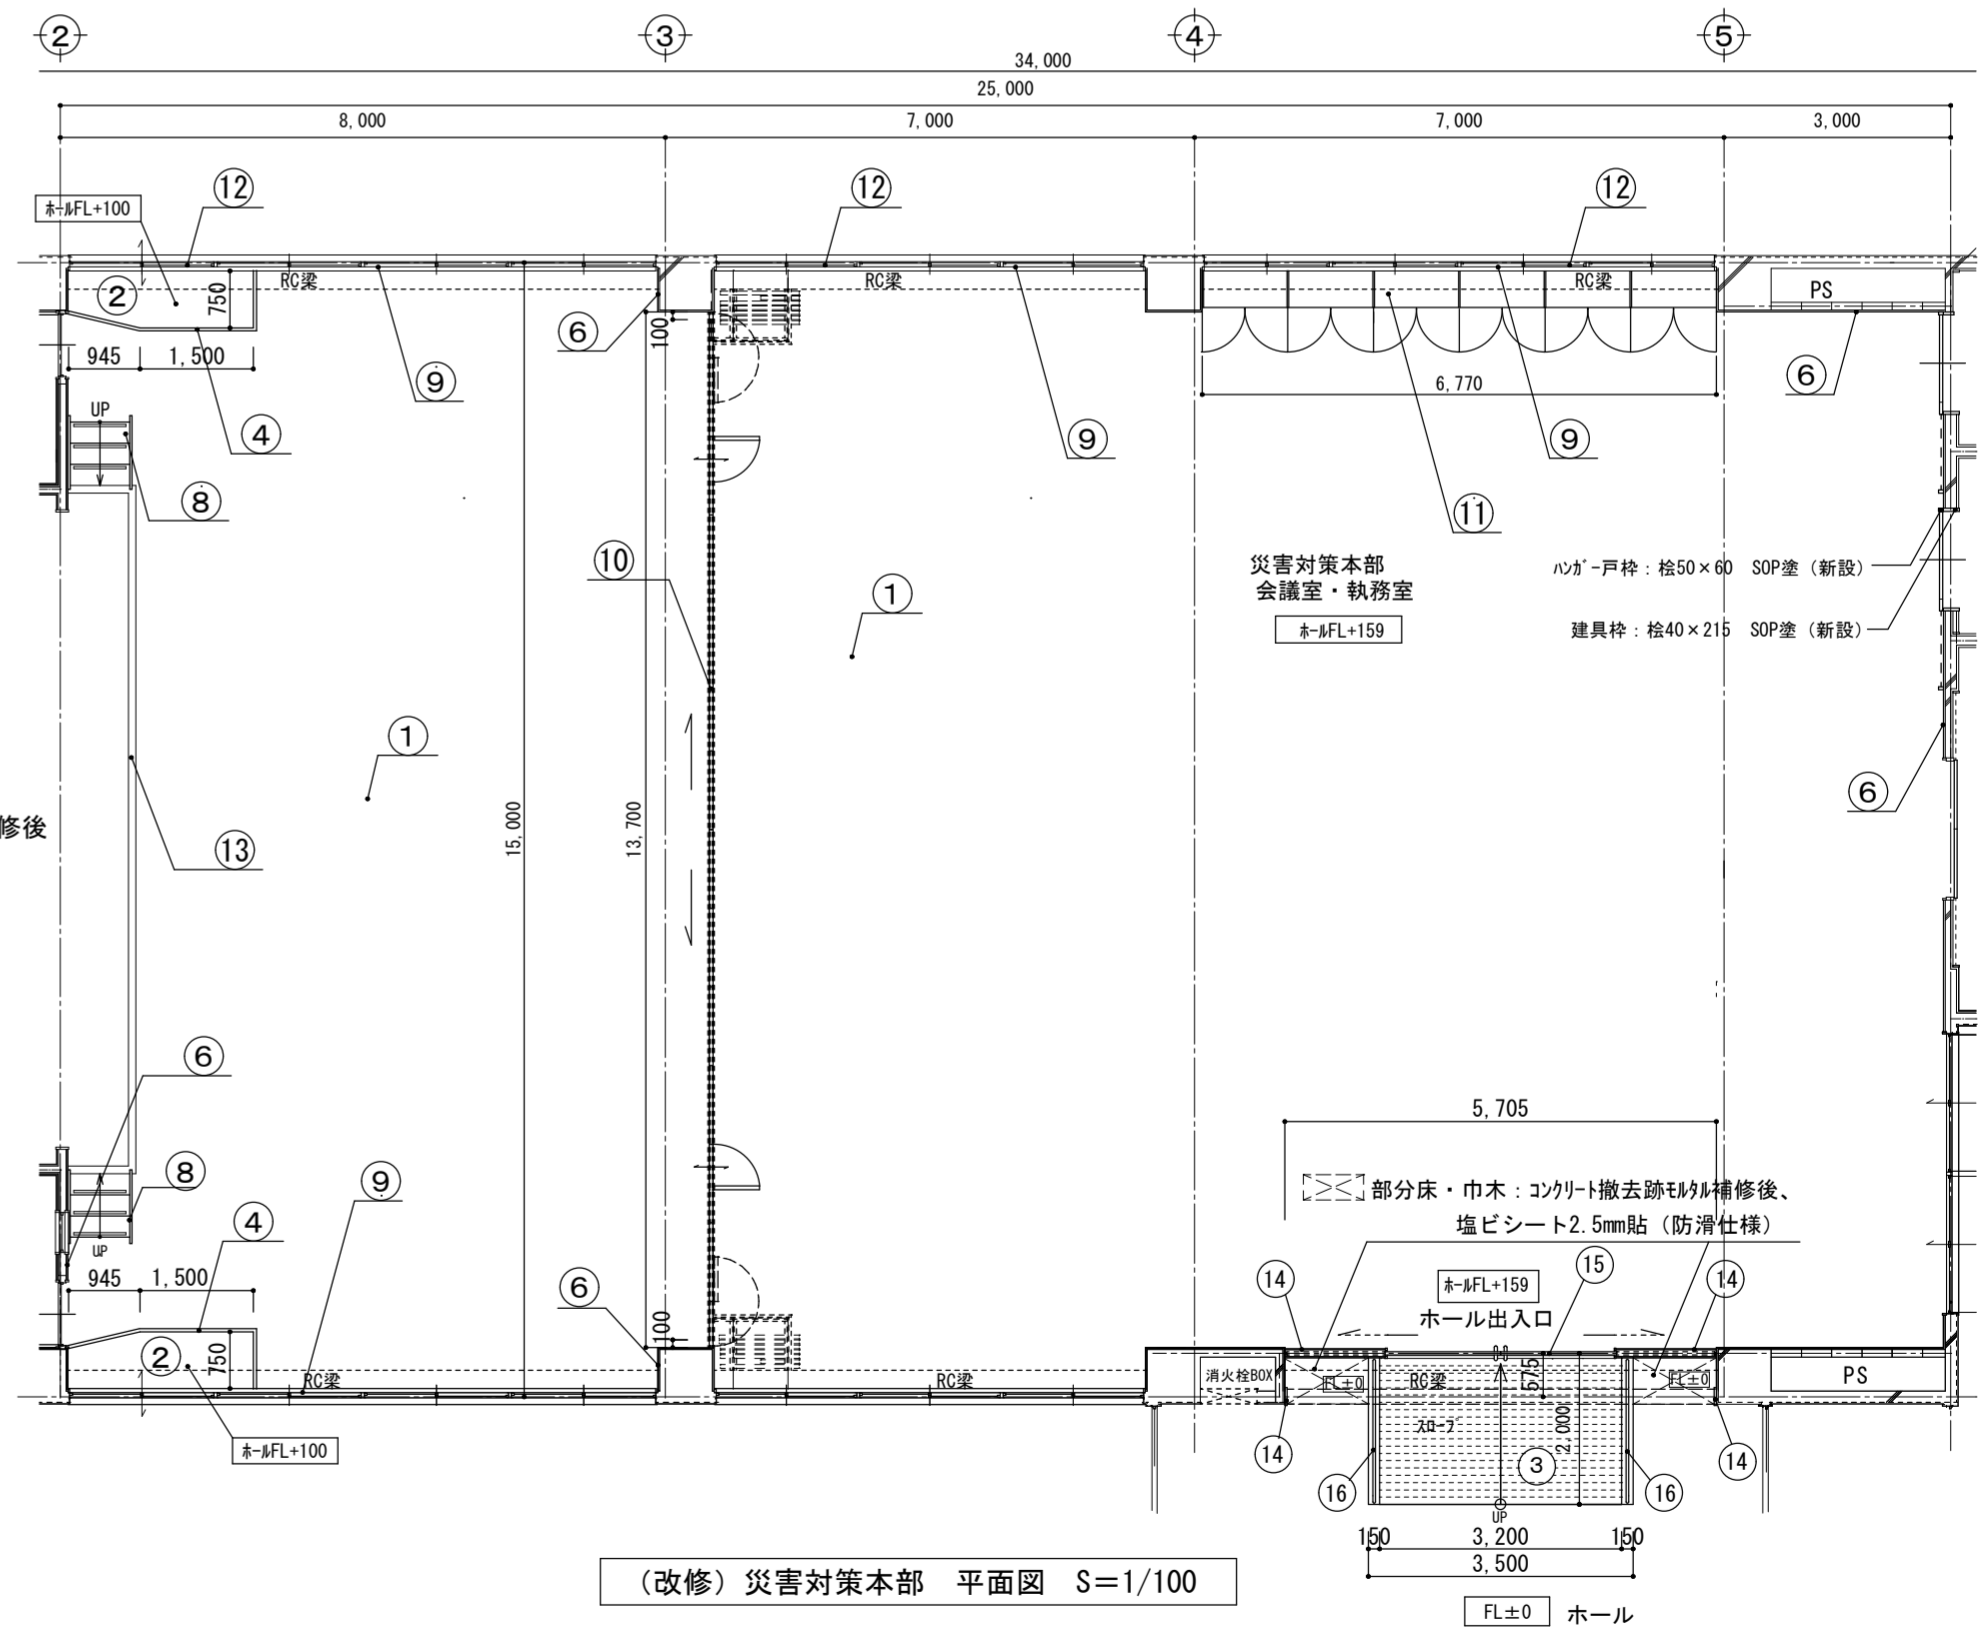 ② ③ ④ ⑤
34,000
25,000
8,000 7,000 7,000 3,000
⑫ ⑫ ⑫
ホールFL+100
RC梁 RC梁 RC梁 PS
②
750
⑥ 100 ⑥
945 1,500
⑨ 6,770
UP
④ ⑨ ⑨
⑧ ⑪
災害対策本部
会議室・執務室
ホールFL+159
ハンガー戸枠：桧50×60 SOP塗（新設）
建具枠：桧40×215 SOP塗（新設）
⑩
①
①
⑥
15,000 13,700
修後
⑬
⑥
5,705
⑧ ⑨
部分床・巾木：コンクリート撤去跡モルタル補修後、
塩ビシート2.5mm貼（防滑仕様）
④
UP
945 1,500
⑥ ⑭ ⑮ ⑭
ホールFL+159
ホール出入口
100
② 750
RC梁 RC梁 消火栓BOX FL±0 RC梁 575 FL±0 PS
スロープ 2,000
ホールFL+100
⑭ ③ ⑭
⑯ ⑯
UP
150 3,200 150
3,500
（改修）災害対策本部 平面図 S＝1/100
FL±0 ホール